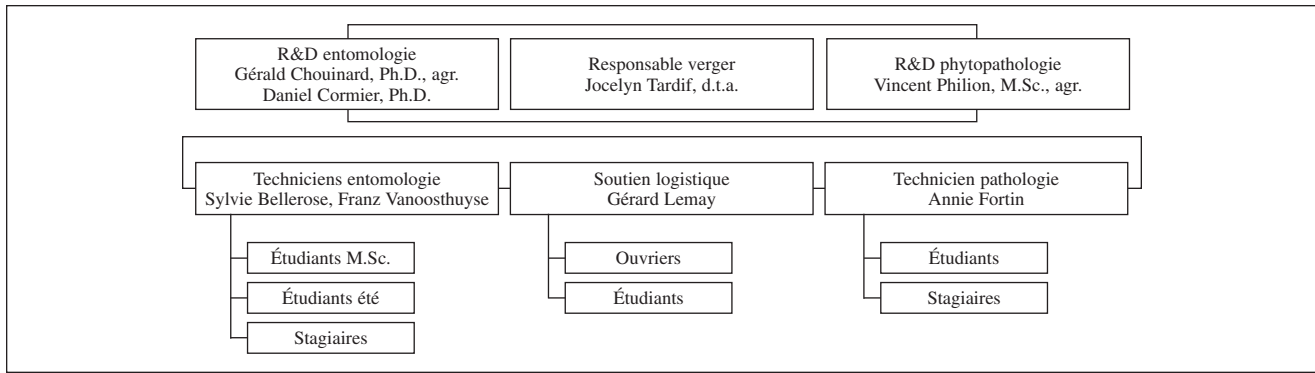 R&D entomologie
Gérald Chouinard, Ph.D., agr.
Daniel Cormier, Ph.D.
Responsable verger
Jocelyn Tardif, d.t.a.
R&D phytopathologie
Vincent Philion, M.Sc., agr.
Techniciens entomologie
Sylvie Bellerose, Franz Vanoosthuyse
Soutien logistique
Gérard Lemay
Technicien pathologie
Annie Fortin
Étudiants M.Sc.
Étudiants été
Stagiaires
Ouvriers
Étudiants
Étudiants
Stagiaires